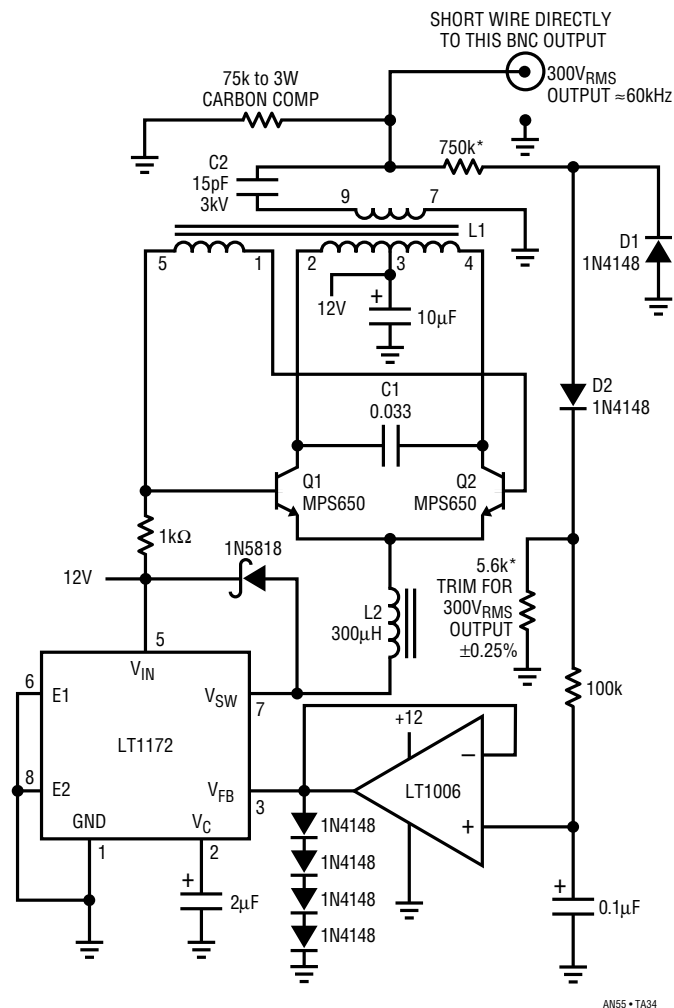 SHORT WIRE DIRECTLY
TO THIS BNC OUTPUT
300VRMS
OUTPUT ≈60kHz
75k to 3W
CARBON COMP
750k*
C2
15pF
3kV
9
7
L1
5
1
2
3
4
D1
1N4148
12V
+
10µF
D2
1N4148
C1
0.033
Q1
MPS650
Q2
MPS650
1kΩ
1N5818
12V
5.6k*
TRIM FOR
300VRMS
OUTPUT
±0.25%
L2
300µH
5
VIN
6
E1
VSW
7
100k
LT1172
+12
8
E2
VFB
3
–
LT1006
+
GND
VC
1
2
1N4148
1N4148
1N4148
1N4148
+
2µF
+
0.1µF
AN55 • TA34